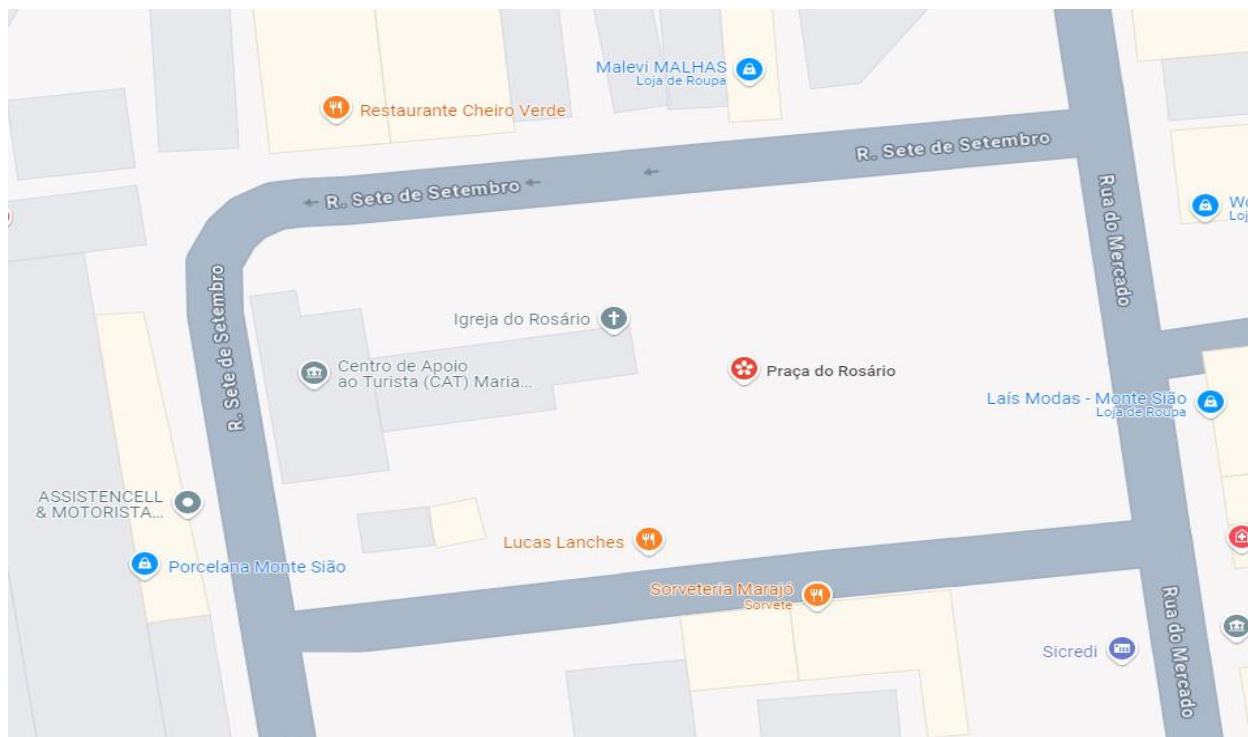 Malevi MALHAS
Loja de Roupa
Restaurante Cheiro Verde
R. Sete de Setembro
R. Sete de Setembro
Rua do Mercado
Loj
R. Sete de Setembro
Igreja do Rosário
Centro de Apoio
ao Turista (CAT) Maria...
Praça do Rosário
Laís Modas - Monte Sião
Loja de Roupa
ASSISTENCELL
& MOTORISTA...
Lucas Lanches
Porcelana Monte Sião
Sorveteria Marajó
Sorvete
Sicredi
Rua do Mercado